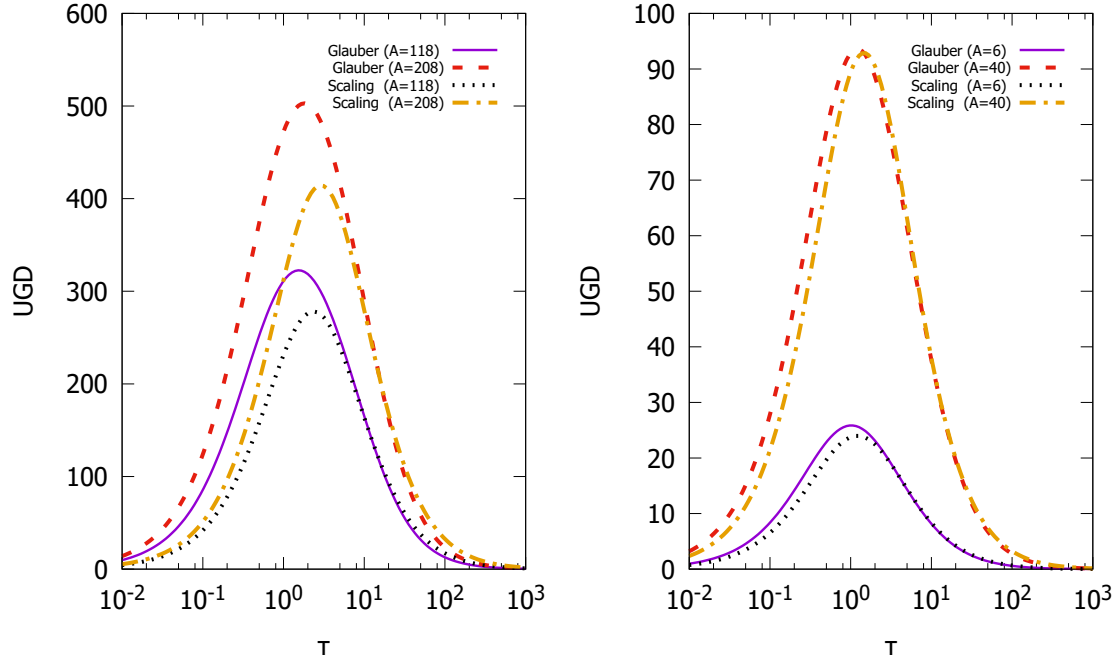 600
500
400
300
200
100
0
UGD
Glauber (A=118)
Glauber (A=208)
Scaling (A=118)
Scaling (A=208)
10⁻² 10⁻¹ 10⁰ 10¹ 10² 10³
T
100
90
80
70
60
50
40
30
20
10
0
UGD
Glauber (A=6)
Glauber (A=40)
Scaling (A=6)
Scaling (A=40)
10⁻² 10⁻¹ 10⁰ 10¹ 10² 10³
T